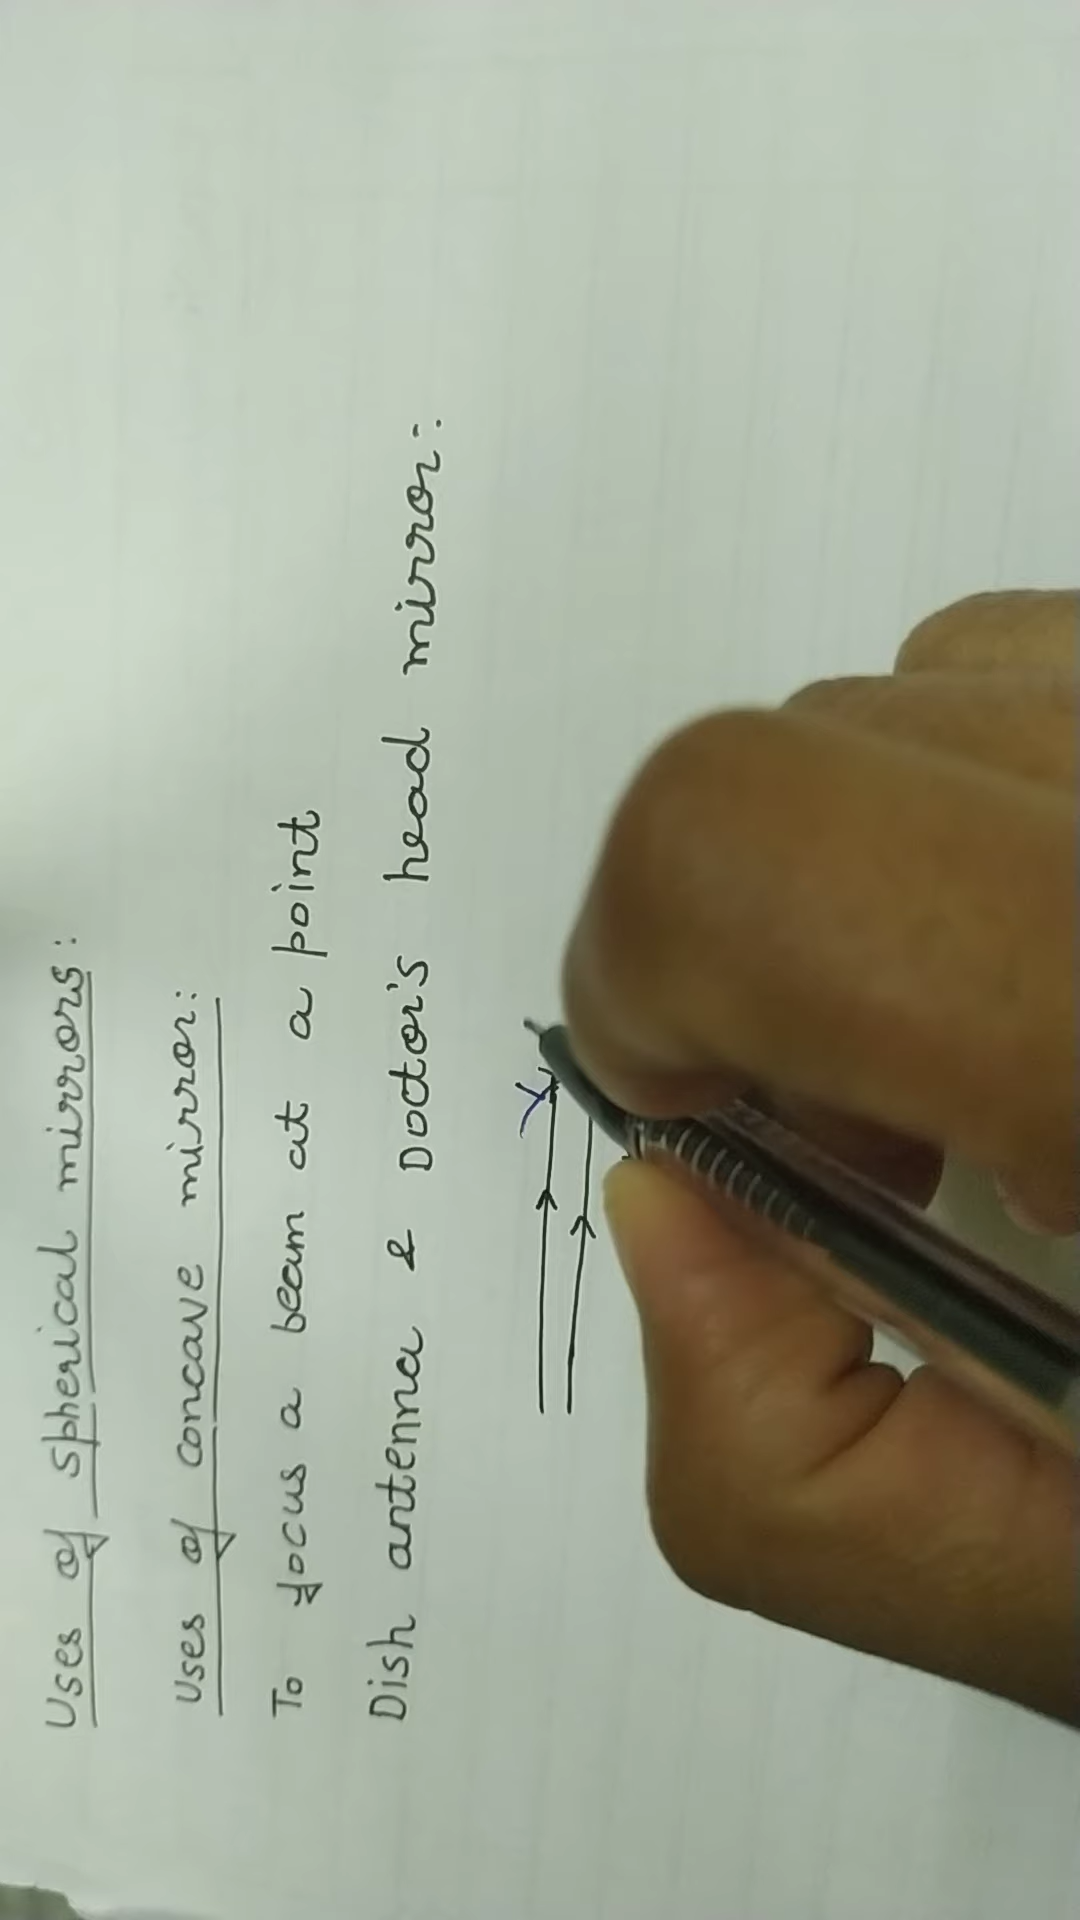 Uses of spherical mirrors:
Uses of concave mirror:
To focus a beam at a point
Dish antenna & Doctor's head mirror: